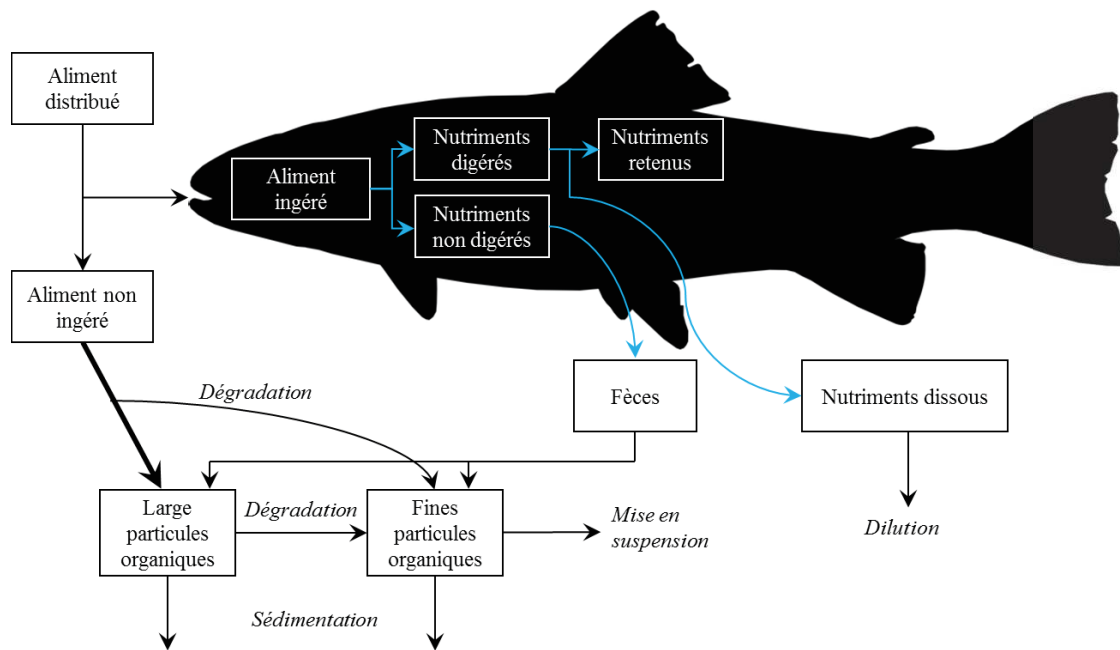 Aliment
distribué
Aliment
ingéré
Nutriments
digérés
Nutriments
retenus
Nutriments
non digérés
Aliment non
ingéré
Dégradation
Fèces
Nutriments dissous
Large
particules
organiques
Dégradation
Fines
particules
organiques
Mise en
suspension
Dilution
Sédimentation